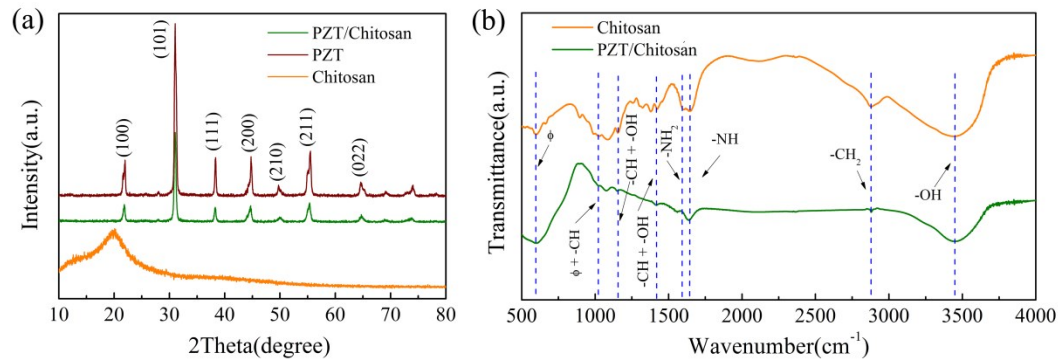 (a)
Intensity(a.u.)
PZT/Chitosan
PZT
Chitosan
(100)
(101)
(111)
(200)
(210)
(211)
(022)
10 20 30 40 50 60 70 80
2Theta(degree)
(b)
Transmittance(a.u.)
Chitosan
PZT/Chitosan
ϕ
ϕ + -CH
-CH + -OH
-CH + -OH
-NH2
-NH
-CH2
-OH
500 1000 1500 2000 2500 3000 3500 4000
Wavenumber(cm-1)